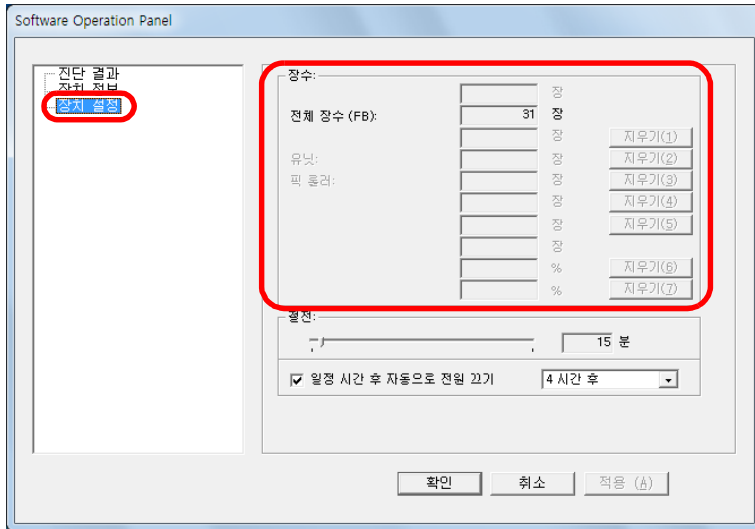 Software Operation Panel
진단 결과
장치 정보
장치 설정
장수:
장
전체 장수 (FB): 31 장
장 지우기(1)
유닛: 장 지우기(2)
픽 롤러: 장 지우기(3)
장 지우기(4)
장 지우기(5)
장
% 지우기(6)
% 지우기(7)
절전:
15 분
일정 시간 후 자동으로 전원 끄기 4 시간 후
확인 취소 적용 (A)